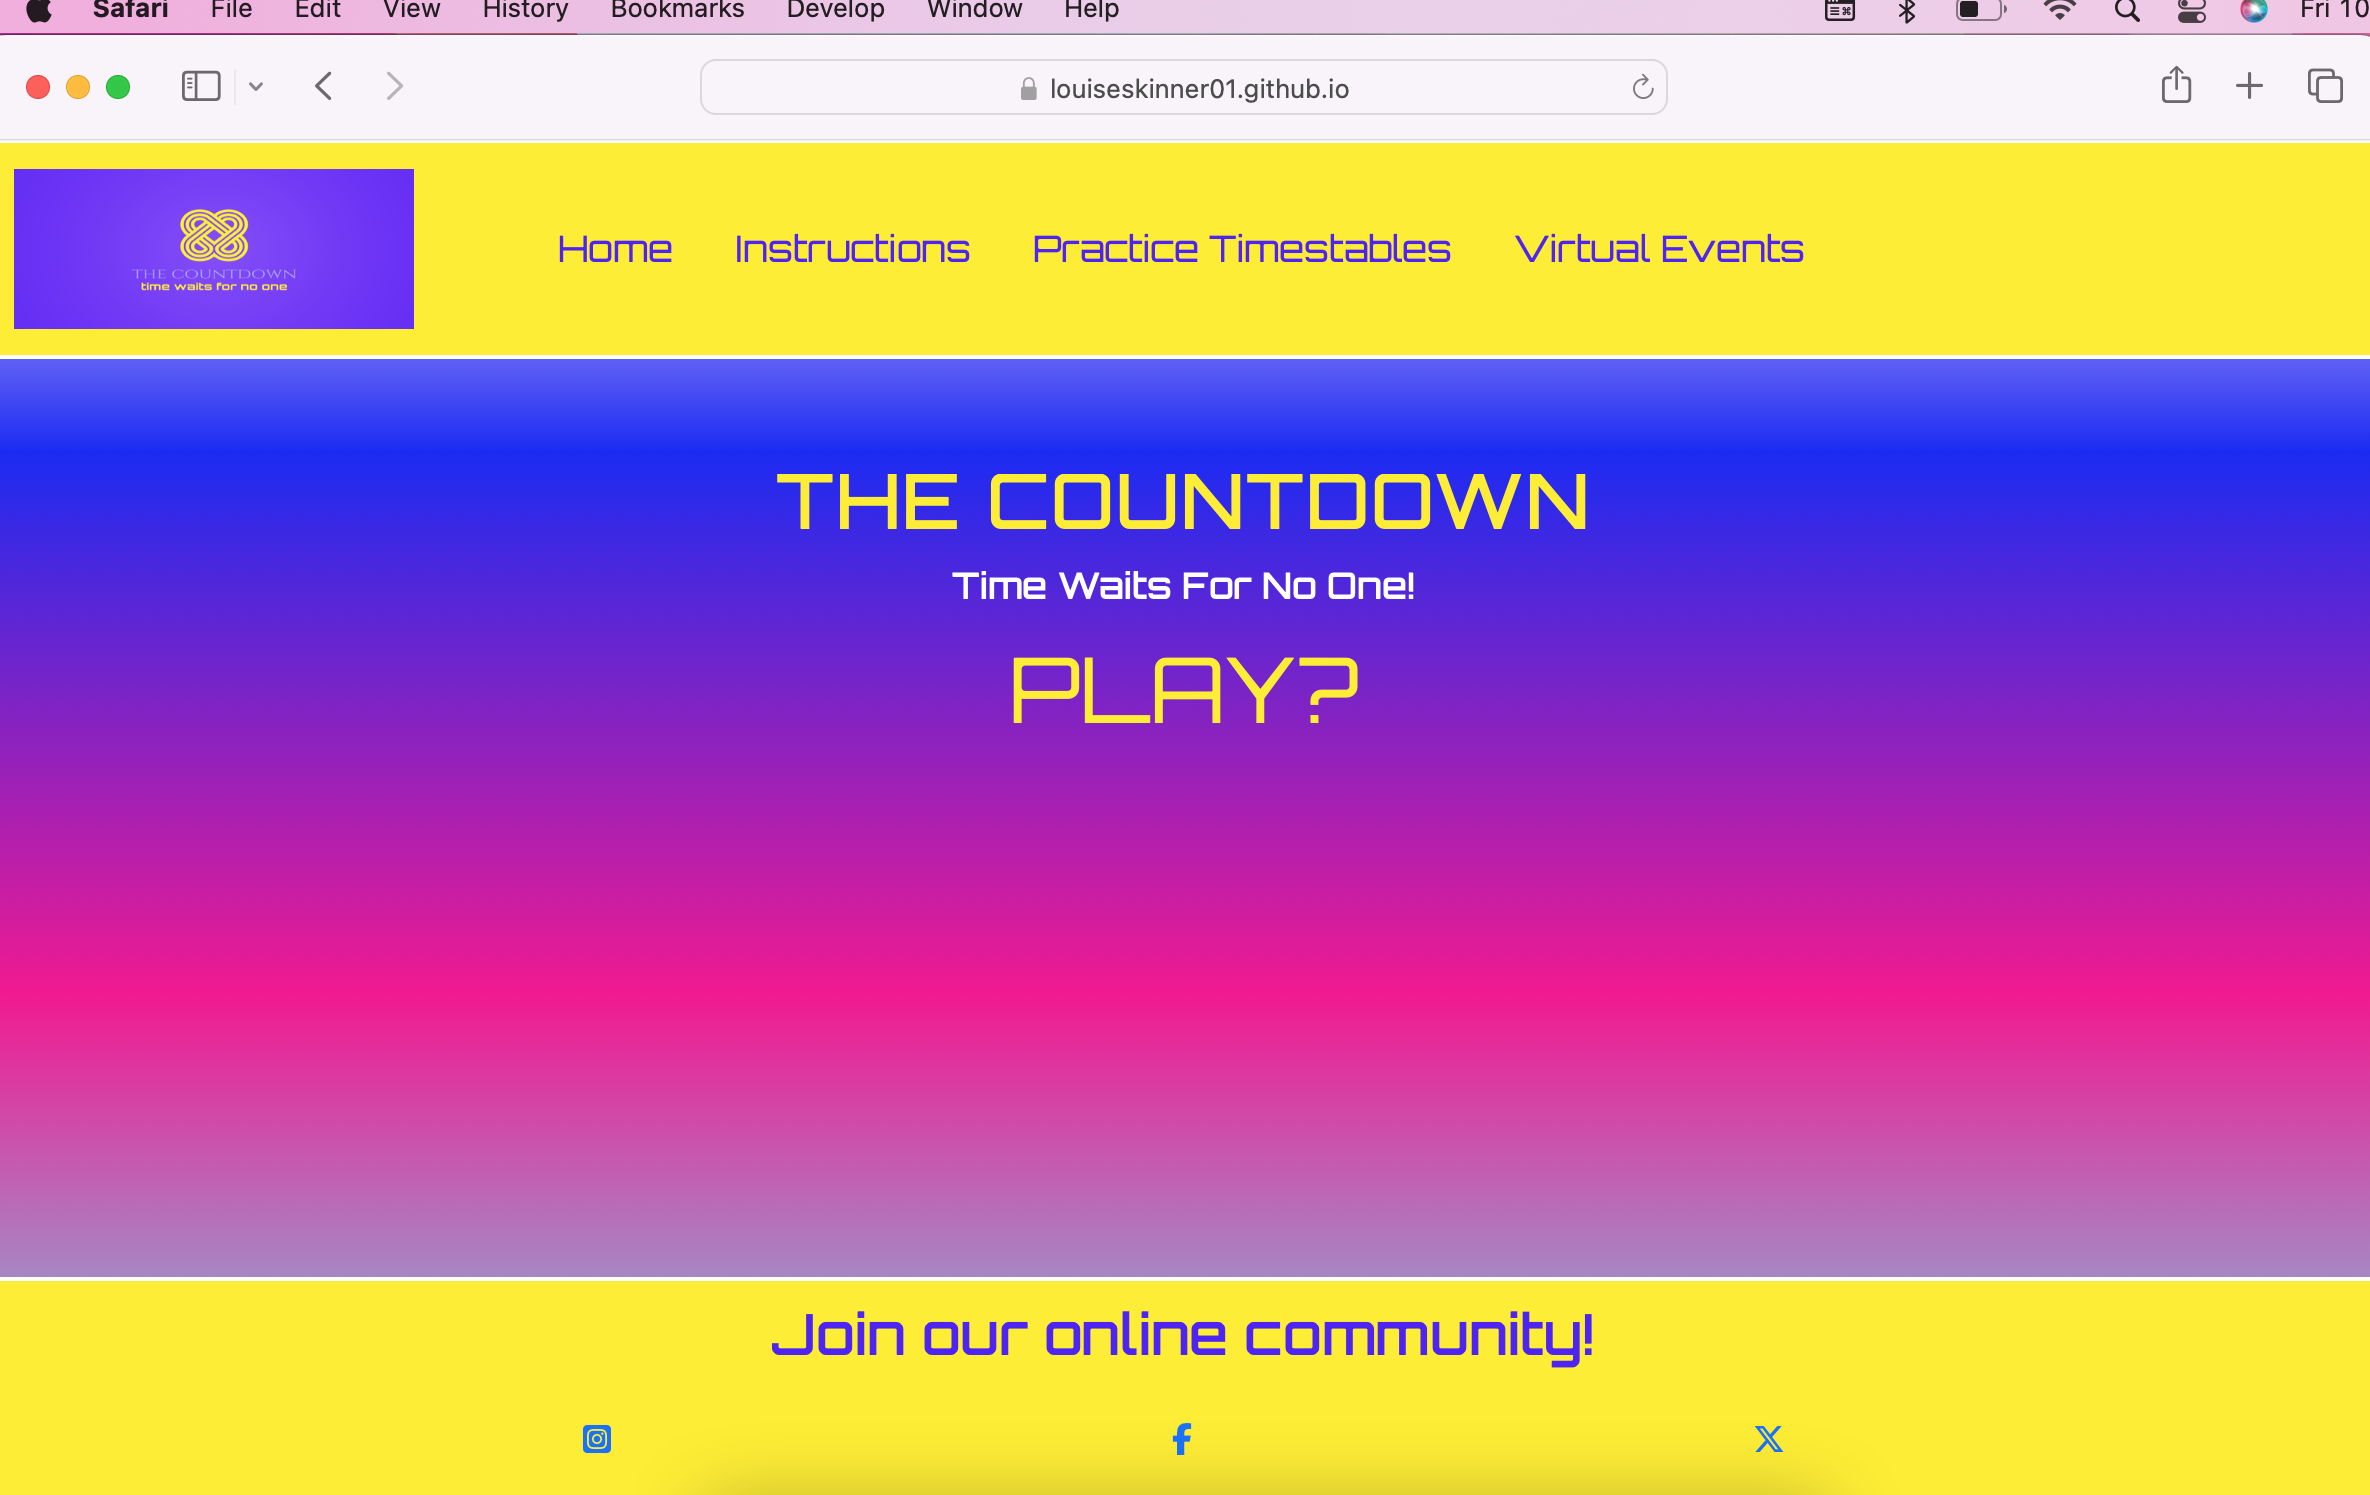 Safari File Edit View History Bookmarks Develop Window Help Fri 10
louiseskinner01.github.io
THE COUNTDOWN
time waits for no one
Home Instructions Practice Timestables Virtual Events
THE COUNTDOWN
Time Waits For No One!
PLAY?
Join our online community!